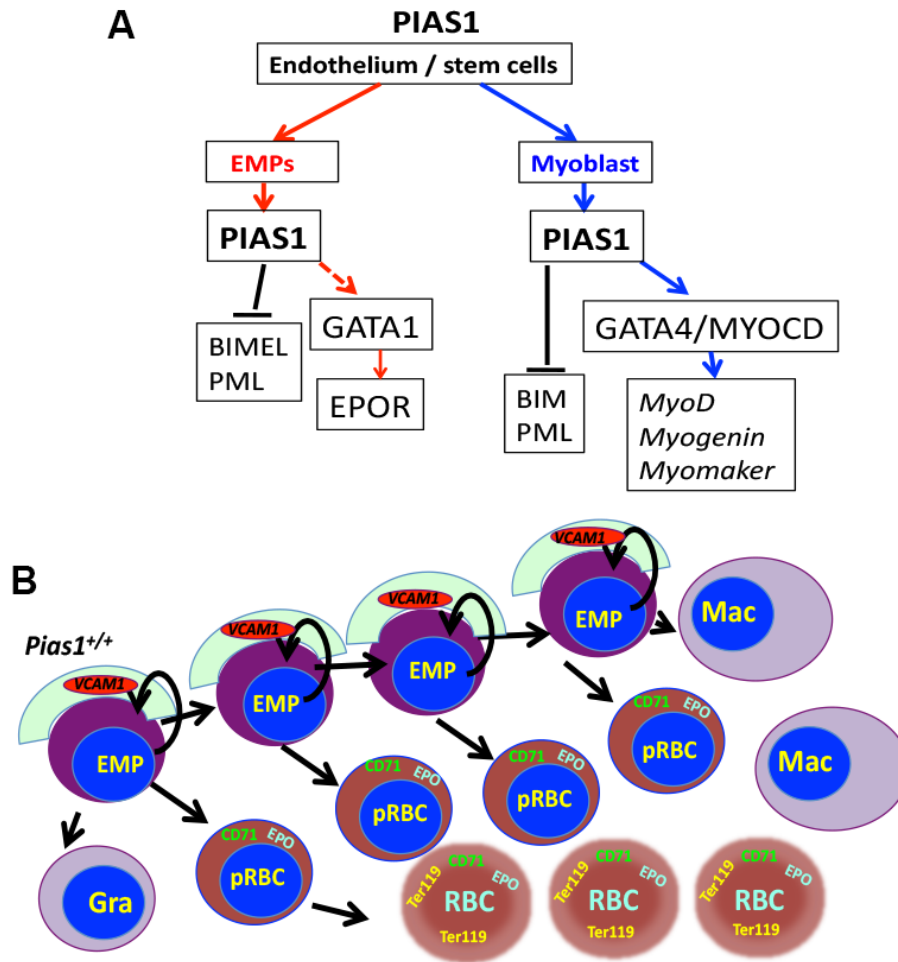 A
PIAS1
Endothelium / stem cells
EMPs
Myoblast
PIAS1
PIAS1
BIMEL
PML
GATA1
EPOR
GATA4/MYOCD
BIM
PML
MyoD
Myogenin
Myomaker
B
Pias1+/+
VCAM1
EMP
VCAM1
EMP
VCAM1
EMP
VCAM1
EMP
Mac
Mac
Gra
CD71
EPO
pRBC
CD71
EPO
pRBC
CD71
EPO
pRBC
CD71
EPO
pRBC
CD71
Ter119
EPO
RBC
Ter119
CD71
Ter119
EPO
RBC
Ter119
CD71
Ter119
EPO
RBC
Ter119